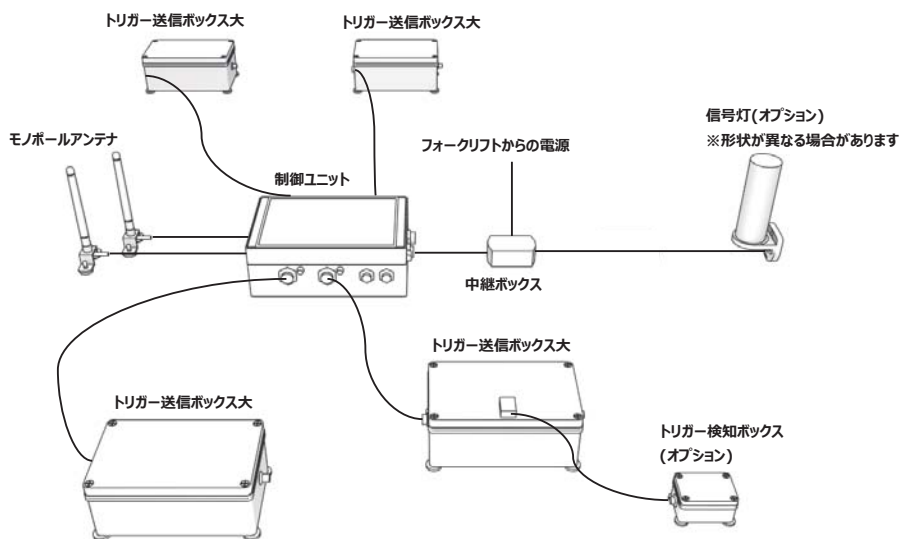 トリガー送信ボックス大
トリガー送信ボックス大
信号灯(オプション)
※形状が異なる場合があります
モノポールアンテナ
フォークリフトからの電源
制御ユニット
中継ボックス
トリガー送信ボックス大
トリガー送信ボックス大
トリガー検知ボックス
(オプション)